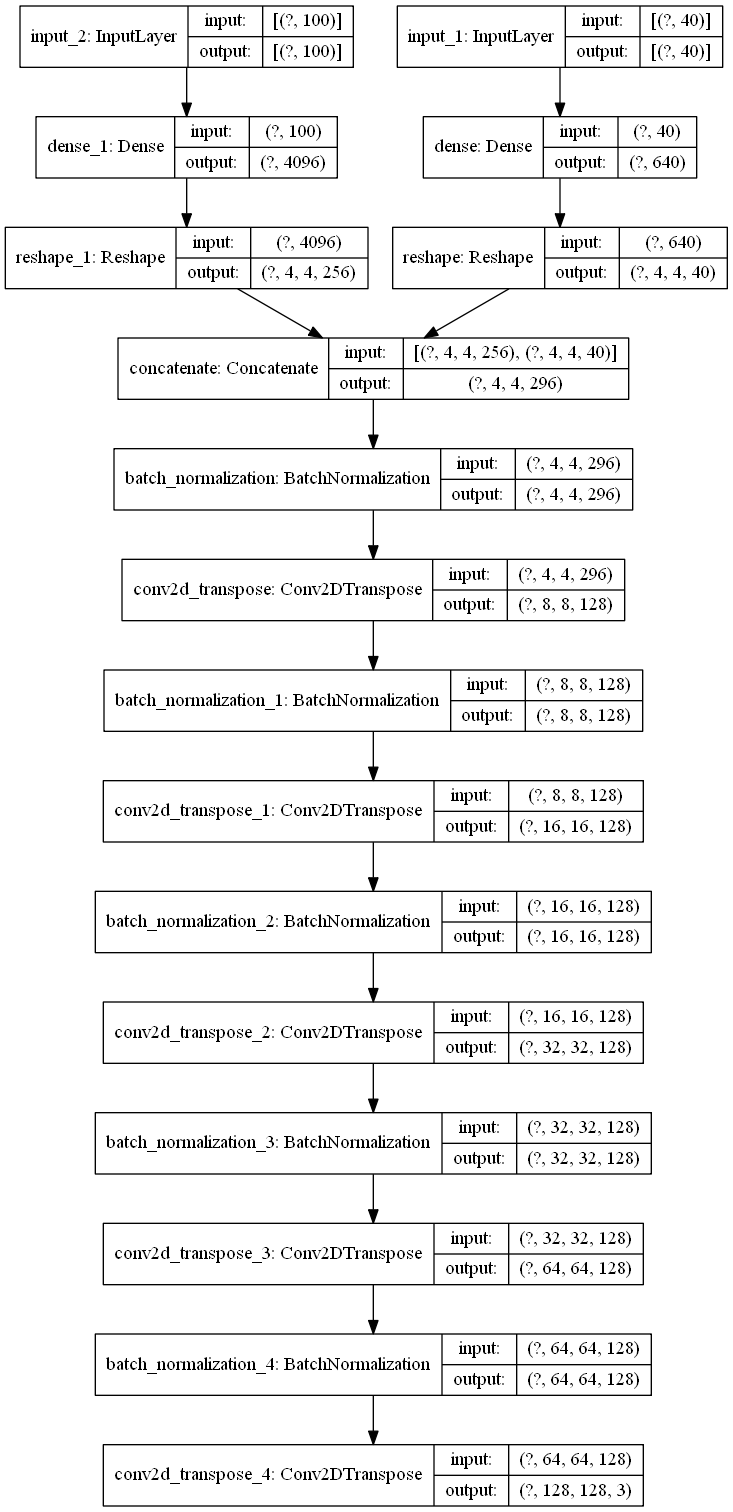 input_2: InputLayer
input: [(?, 100)]
output: [(?, 100)]
input_1: InputLayer
input: [(?, 40)]
output: [(?, 40)]
dense_1: Dense
input: (?, 100)
output: (?, 4096)
dense: Dense
input: (?, 40)
output: (?, 640)
reshape_1: Reshape
input: (?, 4096)
output: (?, 4, 4, 256)
reshape: Reshape
input: (?, 640)
output: (?, 4, 4, 40)
concatenate: Concatenate
input: [(?, 4, 4, 256), (?, 4, 4, 40)]
output: (?, 4, 4, 296)
batch_normalization: BatchNormalization
input: (?, 4, 4, 296)
output: (?, 4, 4, 296)
conv2d_transpose: Conv2DTranspose
input: (?, 4, 4, 296)
output: (?, 8, 8, 128)
batch_normalization_1: BatchNormalization
input: (?, 8, 8, 128)
output: (?, 8, 8, 128)
conv2d_transpose_1: Conv2DTranspose
input: (?, 8, 8, 128)
output: (?, 16, 16, 128)
batch_normalization_2: BatchNormalization
input: (?, 16, 16, 128)
output: (?, 16, 16, 128)
conv2d_transpose_2: Conv2DTranspose
input: (?, 16, 16, 128)
output: (?, 32, 32, 128)
batch_normalization_3: BatchNormalization
input: (?, 32, 32, 128)
output: (?, 32, 32, 128)
conv2d_transpose_3: Conv2DTranspose
input: (?, 32, 32, 128)
output: (?, 64, 64, 128)
batch_normalization_4: BatchNormalization
input: (?, 64, 64, 128)
output: (?, 64, 64, 128)
conv2d_transpose_4: Conv2DTranspose
input: (?, 64, 64, 128)
output: (?, 128, 128, 3)